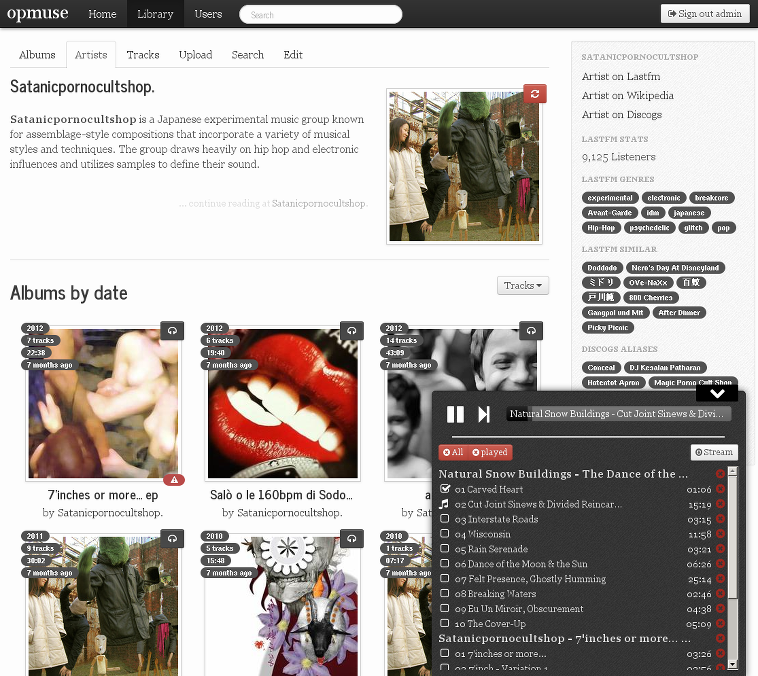 opmuse Home Library Users Search Sign out admin
Albums Artists Tracks Upload Search Edit
Satanicpornocultshop.
Satanicpornocultshop is a Japanese experimental music group known
for assemblage-style compositions that incorporate a variety of musical
styles and techniques. The group draws heavily on hip hop and electronic
influences and utilizes samples to define their sound.
... continue reading at Satanicpornocultshop.
SATANICPORNOCULTSHOP
Artist on Lastfm
Artist on Wikipedia
Artist on Discogs
LASTFM STATS
9,125 Listeners
LASTFM GENRES
experimental electronic breakcore
Avant-Garde idm japanese
Hip-Hop psychedelic glitch pop
LASTFM SIMILAR
Doddodo Nero's Day At Disneyland
ミドリ OVe-NaXx 百蚊
戸川純 800 Cherries
Gangpol und Mit After Dinner
Picky Picnic
DISCOGS ALIASES
Conceal DJ Kesaian Patharan
Hotentot Apron Magic Porno Cult Shop
Albums by date
Tracks
2012
7 tracks
22:38
7 months ago
7'inches or more... ep
by Satanicpornocultshop.
2012
6 tracks
19:40
7 months ago
Salò o le 160bpm di Sodo...
by Satanicpornocultshop.
2012
14 tracks
43:09
7 months ago
a
by Satan
2011
9 tracks
30:02
7 months ago
2010
5 tracks
15:48
7 months ago
2010
1 tracks
07:17
7 months ago
Natural Snow Buildings - Cut Joint Sinews & Divi...
All played Stream
Natural Snow Buildings - The Dance of the ...
01 Carved Heart 01:06
02 Cut Joint Sinews & Divided Reincar... 15:19
03 Interstate Roads 03:15
04 Wisconsin 11:58
05 Rain Serenade 03:21
06 Dance of the Moon & the Sun 06:26
07 Felt Presence, Ghostly Humming 25:14
08 Breaking Waters 02:46
09 Eu Un Miroir, Obscurement 04:38
10 The Cover-Up 05:09
Satanicpornocultshop - 7'inches or more... ...
01 7'inches or more... 03:26
02 7'inch - Variation 1 03:56